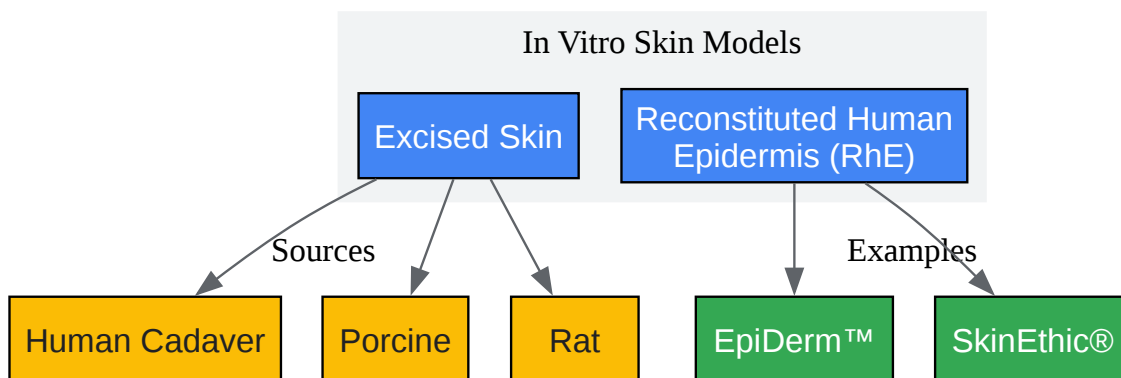 In Vitro Skin Models
Excised Skin
Reconstituted Human
Epidermis (RhE)
Sources
Examples
Human Cadaver
Porcine
Rat
EpiDerm™
SkinEthic®